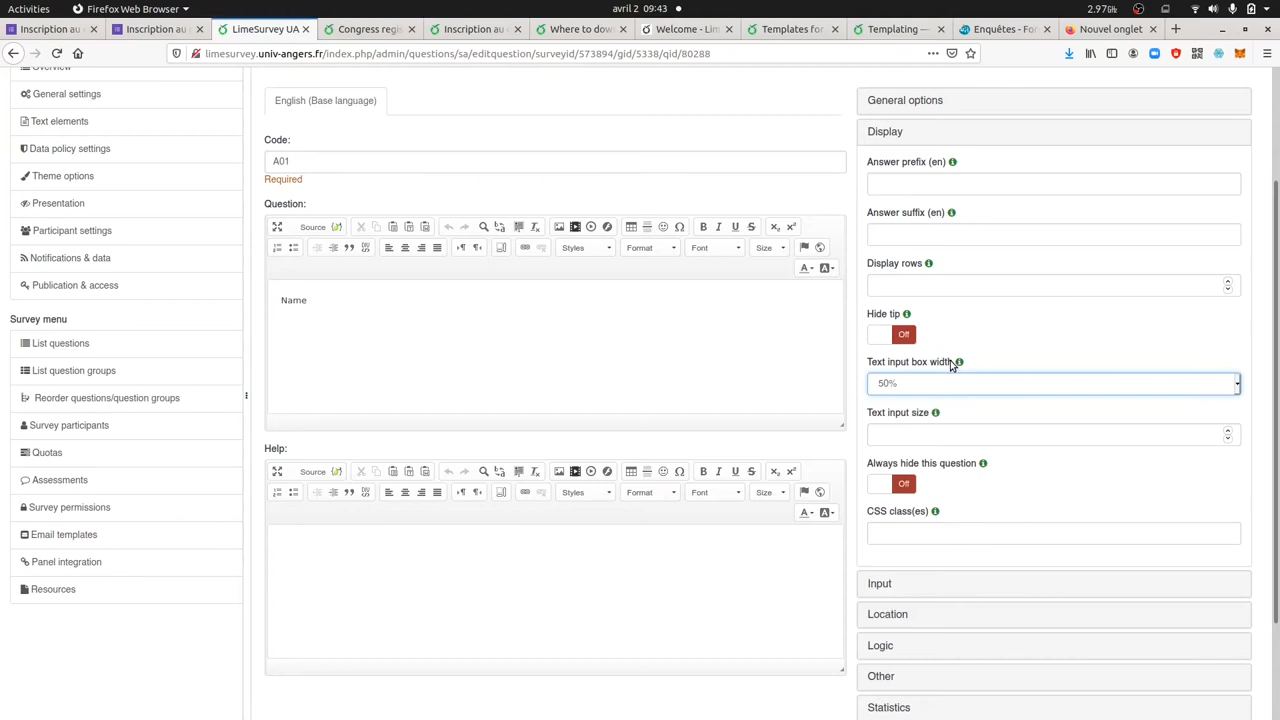 Activities
Firefox Web Browser
avril 2 09:43
2.97GHz
Inscription au
Inscription au
LimeSurvey UA
Congress regi
Inscription au
Where to dow
Welcome - Lim
Templates for
Templating —
Enquêtes - For
Nouvel onglet
limesurvey.univ-angers.fr/index.php/admin/questions/sa/editquestion/surveyid/573894/gid/5338/qid/80288
Overview
General settings
Text elements
Data policy settings
Theme options
Presentation
Participant settings
Notifications & data
Publication & access
Survey menu
List questions
List question groups
Reorder questions/question groups
Survey participants
Quotas
Assessments
Survey permissions
Email templates
Panel integration
Resources
English (Base language)
Code:
A01
Required
Question:
Source
Styles
Format
Font
Size
Name
Help:
Source
Styles
Format
Font
Size
General options
Display
Answer prefix (en)
Answer suffix (en)
Display rows
Hide tip
Off
Text input box width
50%
Text input size
Always hide this question
Off
CSS class(es)
Input
Location
Logic
Other
Statistics